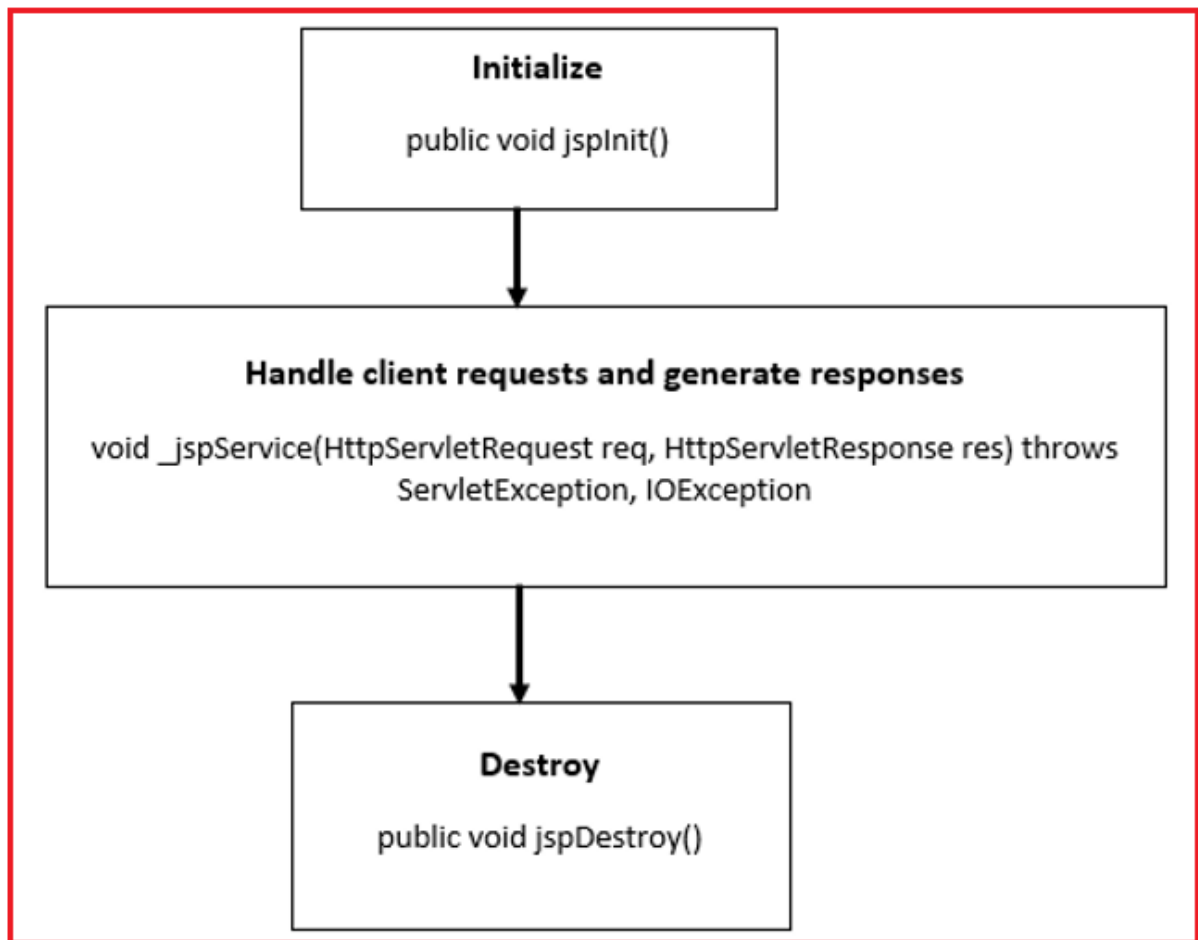 Initialize
public void jspInit()
Handle client requests and generate responses
void _jspService(HttpServletRequest req, HttpServletResponse res) throws
ServletException, IOException
Destroy
public void jspDestroy()